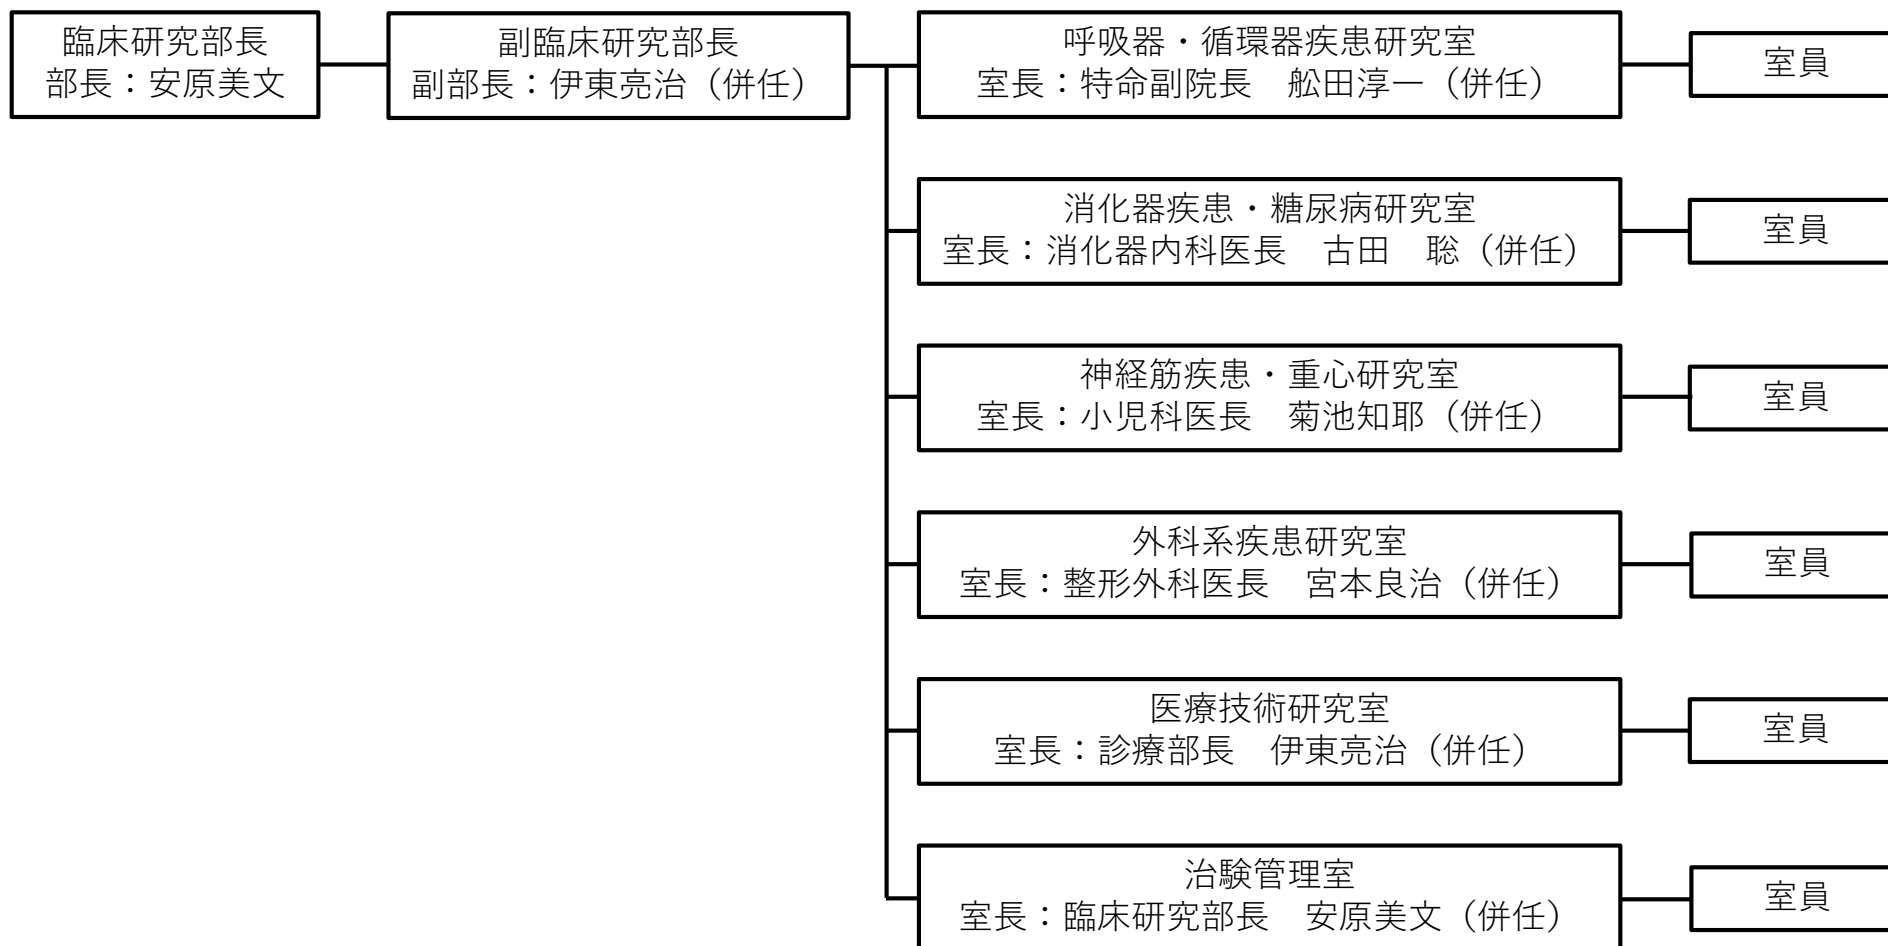 臨床研究部長
部長：安原美文
副臨床研究部長
副部長：伊東亮治（併任）
呼吸器・循環器疾患研究室
室長：特命副院長　舩田淳一（併任）
室員
消化器疾患・糖尿病研究室
室長：消化器内科医長　古田　聡（併任）
室員
神経筋疾患・重心研究室
室長：小児科医長　菊池知耶（併任）
室員
外科系疾患研究室
室長：整形外科医長　宮本良治（併任）
室員
医療技術研究室
室長：診療部長　伊東亮治（併任）
室員
治験管理室
室長：臨床研究部長　安原美文（併任）
室員